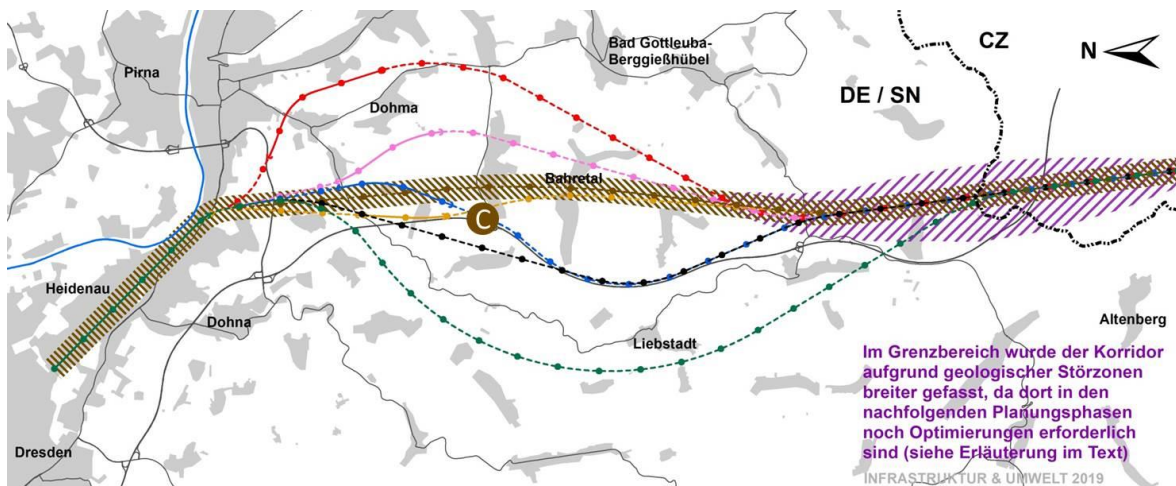 Bad Gottleuba-
Berggießhübel
CZ
N
Pirna
DE / SN
Dohma
Bahretal
C
Heidenau
Dohna
Liebstadt
Altenberg
Im Grenzbereich wurde der Korridor
aufgrund geologischer Störzonen
breiter gefasst, da dort in den
nachfolgenden Planungsphasen
noch Optimierungen erforderlich
sind (siehe Erläuterung im Text)
Dresden
INFRASTRUKTUR & UMWELT 2019